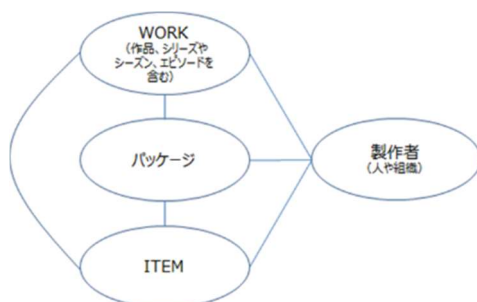 WORK
(作品、シリーズや
シーズン、エピソードを
含む)
パッケージ
製作者
(人や組織)
ITEM